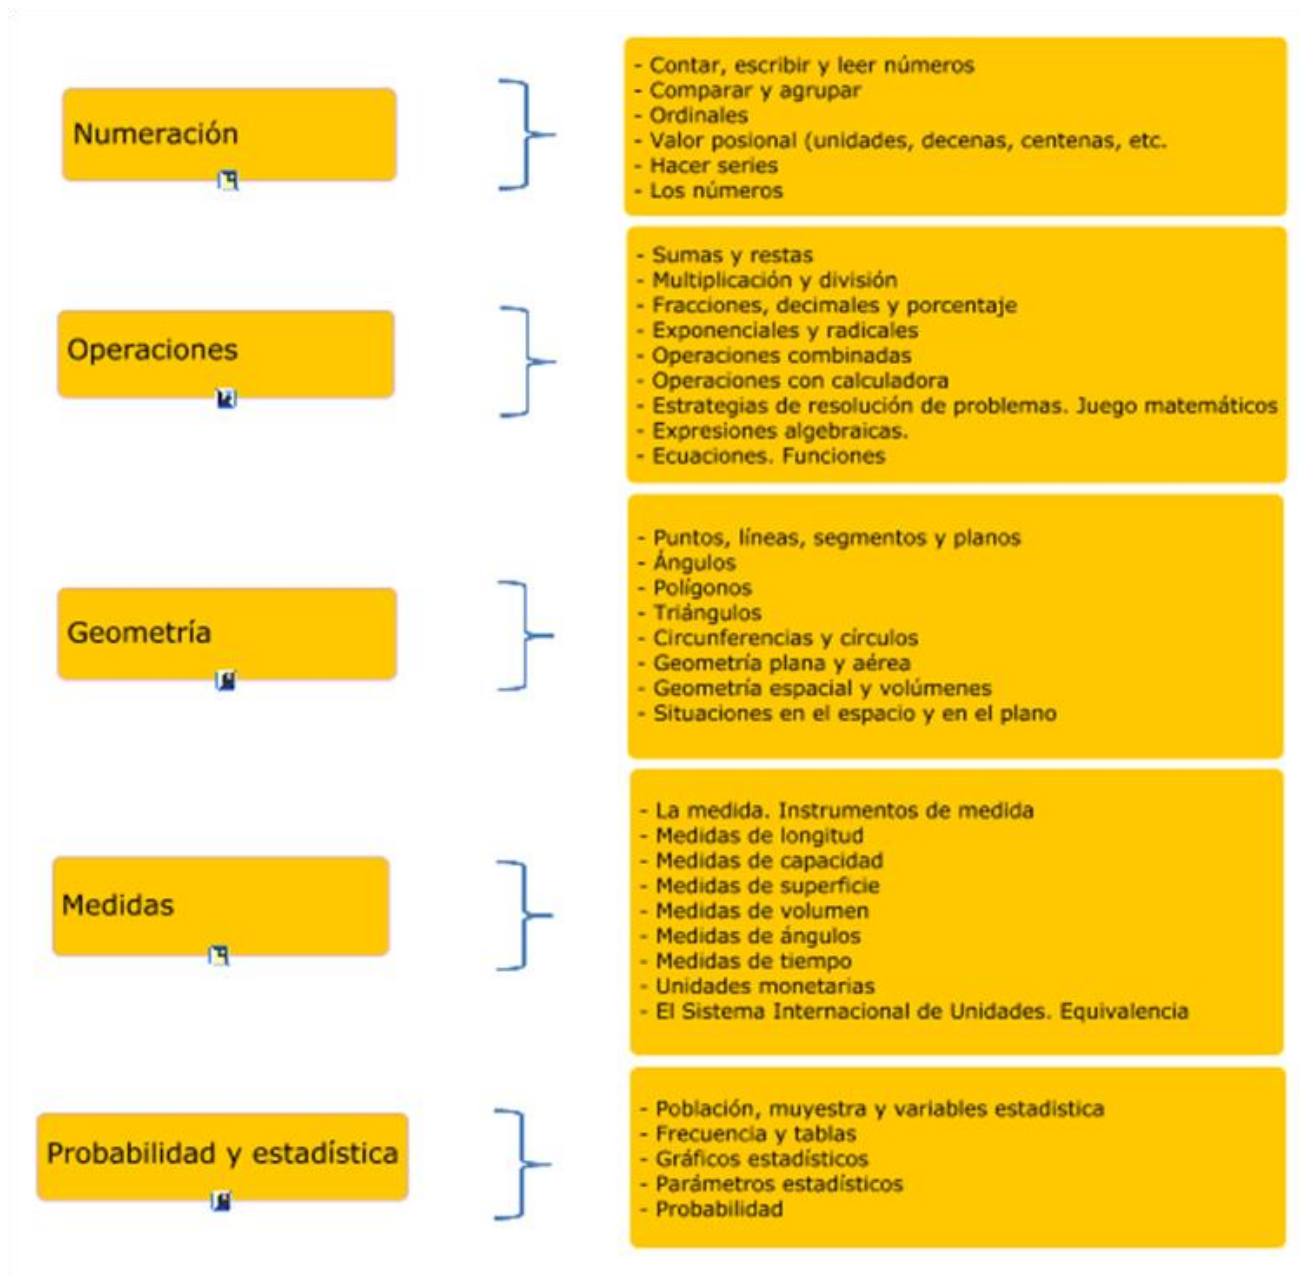 Numeración
- Contar, escribir y leer números
- Comparar y agrupar
- Ordinales
- Valor posional (unidades, decenas, centenas, etc.
- Hacer series
- Los números
Operaciones
- Sumas y restas
- Multiplicación y división
- Fracciones, decimales y porcentaje
- Exponenciales y radicales
- Operaciones combinadas
- Operaciones con calculadora
- Estrategias de resolución de problemas. Juego matemáticos
- Expresiones algebraicas.
- Ecuaciones. Funciones
Geometría
- Puntos, líneas, segmentos y planos
- Ángulos
- Polígonos
- Triángulos
- Circunferencias y círculos
- Geometría plana y aérea
- Geometría espacial y volúmenes
- Situaciones en el espacio y en el plano
Medidas
- La medida. Instrumentos de medida
- Medidas de longitud
- Medidas de capacidad
- Medidas de superficie
- Medidas de volumen
- Medidas de ángulos
- Medidas de tiempo
- Unidades monetarias
- El Sistema Internacional de Unidades. Equivalencia
Probabilidad y estadística
- Población, muyestra y variables estadistica
- Frecuencia y tablas
- Gráficos estadísticos
- Parámetros estadísticos
- Probabilidad